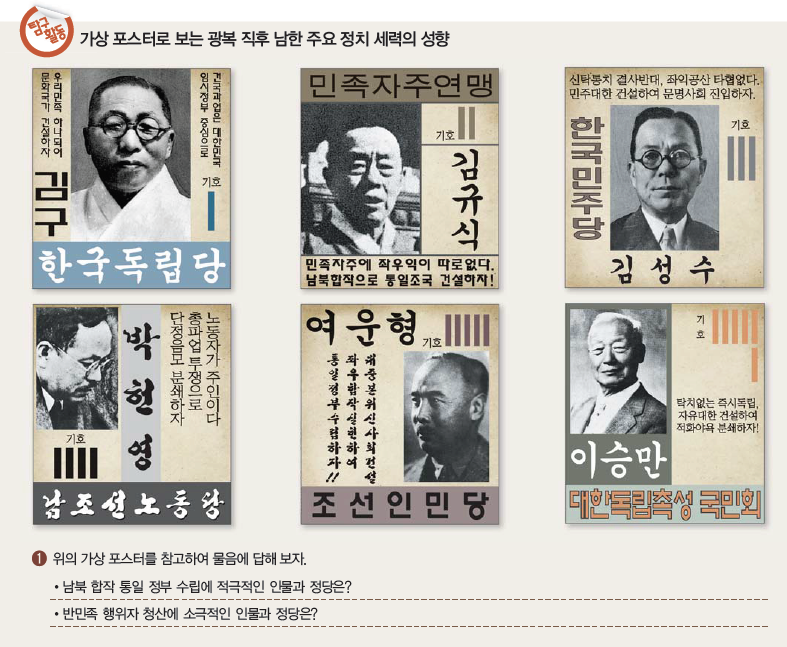 탐구
활동
가상 포스터로 보는 광복 직후 남한 주요 정치 세력의 성향
건국과업은 대한민국
임시정부 중심으로
우리민족 하나되어
문화국가 건설하자
김구
기호 |
한국독립당
민족자주연맹
기호 ||
김규식
민족자주에 좌우익이 따로없다.
남북합작으로 통일조국 건설하자!
신탁통치 결사반대, 좌익공산 타협없다.
민주대한 건설하여 문명사회 진입하자.
한국민주당
기호 |||
김성수
박헌영
노동자가 주인이다
총파업 투쟁으로
단정음모 분쇄하자
기호 ||||
남조선노동당
여운형
기호 |||||
대중본위신사회건설
좌우합작실현하여
통일정부수립하자!!
조선인민당
기호 ||||||
탁치없는 즉시독립,
자유대한 건설하여
적화야욕 분쇄하자!
이승만
대한독립촉성 국민회
1 위의 가상 포스터를 참고하여 물음에 답해 보자.
• 남북 합작 통일 정부 수립에 적극적인 인물과 정당은?
• 반민족 행위자 청산에 소극적인 인물과 정당은?